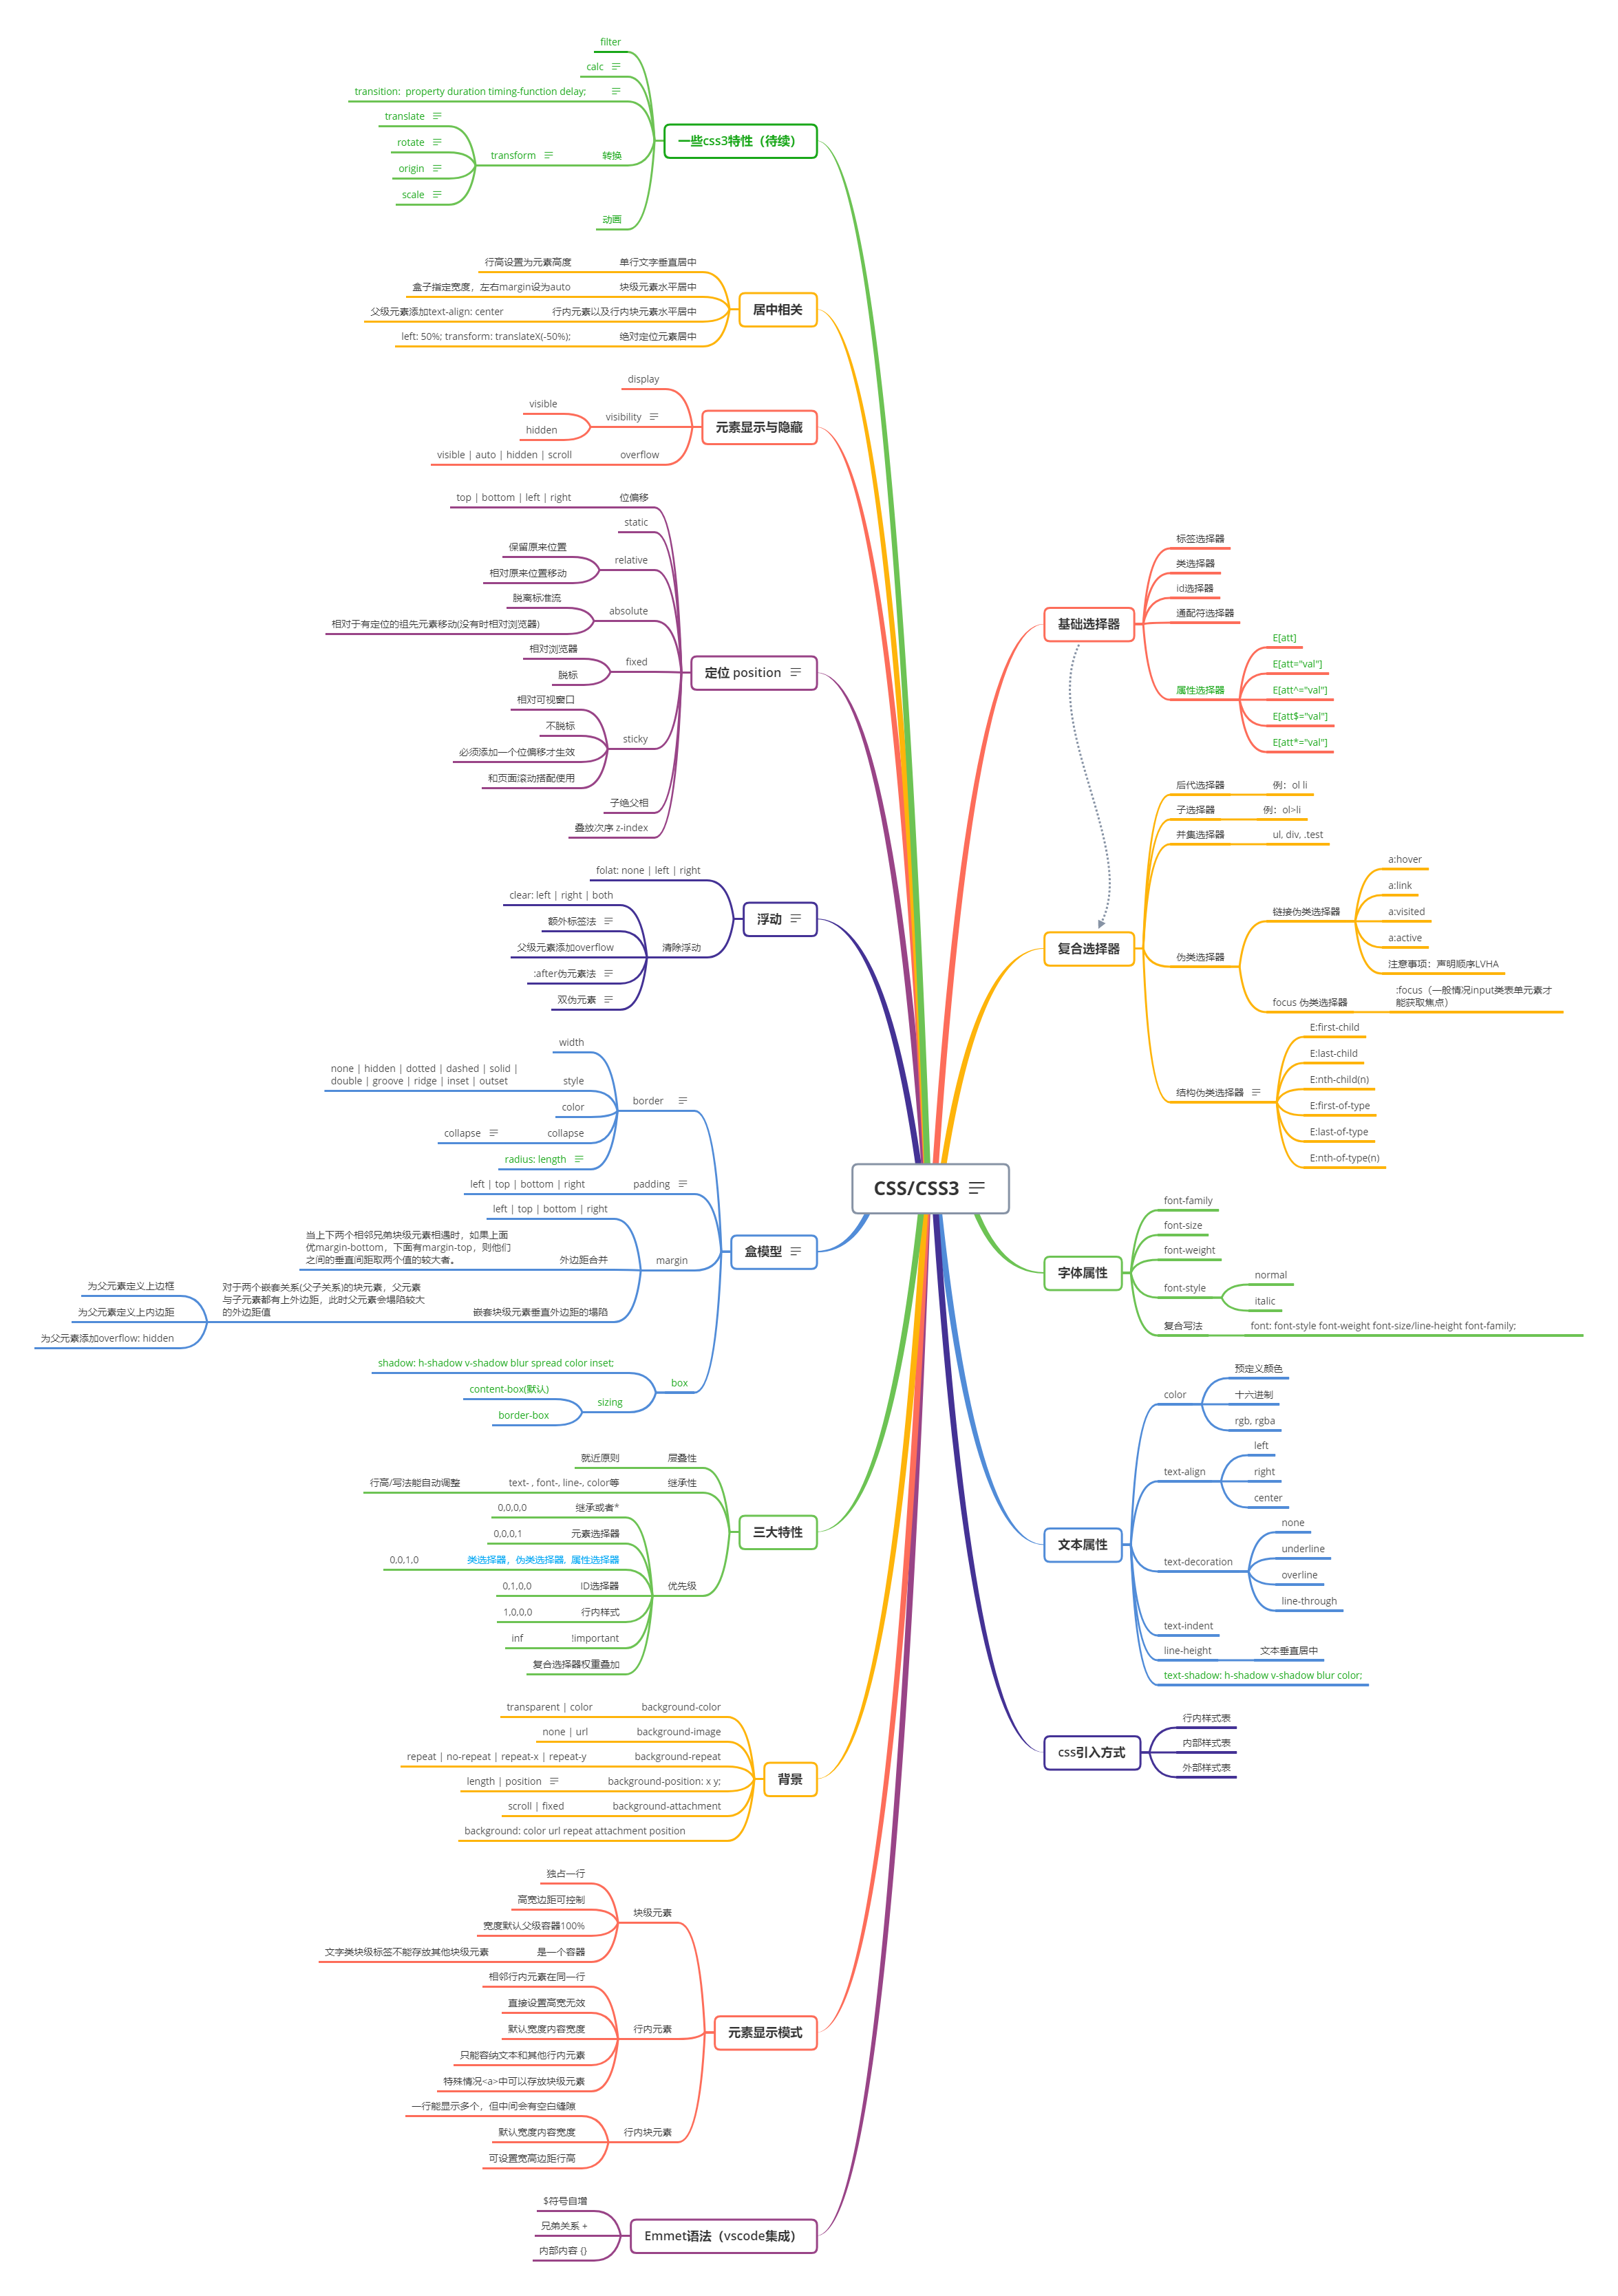 CSS/CSS3
基础选择器
标签选择器
类选择器
id选择器
通配符选择器
属性选择器
E[att]
E[att="val"]
E[att^="val"]
E[att$="val"]
E[att*="val"]
复合选择器
后代选择器
例：ol li
子选择器
例：ol>li
并集选择器
ul, div, .test
伪类选择器
链接伪类选择器
a:hover
a:link
a:visited
a:active
注意事项：声明顺序LVHA
focus 伪类选择器
:focus（一般情况input类表单元素才
能获取焦点）
结构伪类选择器
E:first-child
E:last-child
E:nth-child(n)
E:first-of-type
E:last-of-type
E:nth-of-type(n)
字体属性
font-family
font-size
font-weight
font-style
normal
italic
复合写法
font: font-style font-weight font-size/line-height font-family;
文本属性
color
预定义颜色
十六进制
rgb, rgba
text-align
left
right
center
text-decoration
none
underline
overline
line-through
text-indent
line-height
文本垂直居中
text-shadow: h-shadow v-shadow blur color;
css引入方式
行内样式表
内部样式表
外部样式表
一些css3特性（待续）
filter
calc
transition:  property duration timing-function delay;
转换
transform
translate
rotate
origin
scale
动画
居中相关
单行文字垂直居中
行高设置为元素高度
块级元素水平居中
盒子指定宽度，左右margin设为auto
行内元素以及行内块元素水平居中
父级元素添加text-align: center
绝对定位元素居中
left: 50%; transform: translateX(-50%);
元素显示与隐藏
display
visibility
visible
hidden
overflow
visible | auto | hidden | scroll
定位 position
位偏移
top | bottom | left | right
static
relative
保留原来位置
相对原来位置移动
absolute
脱离标准流
相对于有定位的祖先元素移动(没有时相对浏览器)
fixed
相对浏览器
脱标
sticky
相对可视窗口
不脱标
必须添加一个位偏移才生效
和页面滚动搭配使用
子绝父相
叠放次序 z-index
浮动
folat: none | left | right
清除浮动
clear: left | right | both
额外标签法
父级元素添加overflow
:after伪元素法
双伪元素
盒模型
border
width
style
none | hidden | dotted | dashed | solid |
double | groove | ridge | inset | outset
color
collapse
collapse
radius: length
padding
left | top | bottom | right
margin
left | top | bottom | right
外边距合并
当上下两个相邻兄弟块级元素相遇时，如果上面
优margin-bottom，下面有margin-top，则他们
之间的垂直间距取两个值的较大者。
嵌套块级元素垂直外边距的塌陷
对于两个嵌套关系(父子关系)的块元素，父元素
与子元素都有上外边距，此时父元素会塌陷较大
的外边距值
为父元素定义上边框
为父元素定义上内边距
为父元素添加overflow: hidden
box
shadow: h-shadow v-shadow blur spread color inset;
sizing
content-box(默认)
border-box
三大特性
层叠性
就近原则
继承性
text- , font-, line-, color等
行高/写法能自动调整
优先级
继承或者*
0,0,0,0
元素选择器
0,0,0,1
类选择器，伪类选择器, 属性选择器
0,0,1,0
ID选择器
0,1,0,0
行内样式
1,0,0,0
!important
inf
复合选择器权重叠加
背景
background-color
transparent | color
background-image
none | url
background-repeat
repeat | no-repeat | repeat-x | repeat-y
background-position: x y;
length | position
background-attachment
scroll | fixed
background: color url repeat attachment position
元素显示模式
块级元素
独占一行
高宽边距可控制
宽度默认父级容器100%
是一个容器
文字类块级标签不能存放其他块级元素
行内元素
相邻行内元素在同一行
直接设置高宽无效
默认宽度内容宽度
只能容纳文本和其他行内元素
特殊情况<a>中可以存放块级元素
行内块元素
一行能显示多个，但中间会有空白缝隙
默认宽度内容宽度
可设置宽高边距行高
Emmet语法（vscode集成）
$符号自增
兄弟关系 +
内部内容 {}